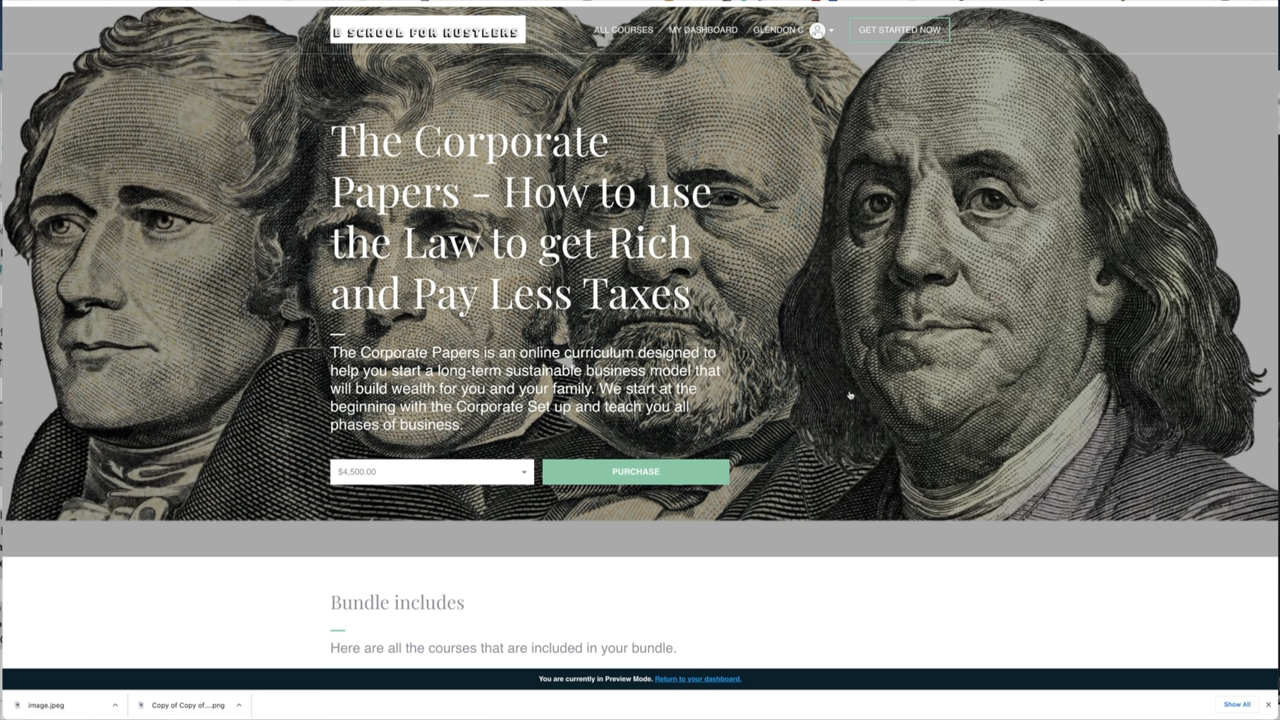 B SCHOOL FOR HUSTLERS
ALL COURSES MY DASHBOARD GLENDON C GET STARTED NOW
The Corporate
Papers – How to use
the Law to get Rich
and Pay Less Taxes
The Corporate Papers is an online curriculum designed to
help you start a long-term sustainable business model that
will build wealth for you and your family. We start at the
beginning with the Corporate Set up and teach you all
phases of business.
$4,500.00 PURCHASE
Bundle includes
Here are all the courses that are included in your bundle.
You are currently in Preview Mode. Return to your dashboard.
image.jpeg Copy of Copy of....png Show All